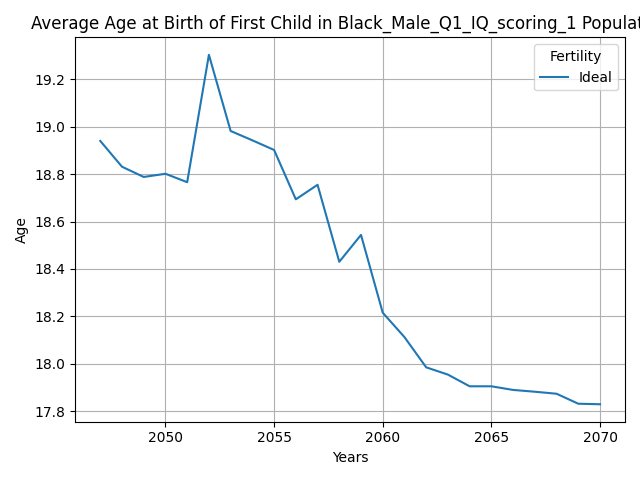 Average Age at Birth of First Child in Black_Male_Q1_IQ_scoring_1 Populat
Fertility
Ideal
19.2
19.0
18.8
18.6
18.4
18.2
18.0
17.8
Age
2050 2055 2060 2065 2070
Years